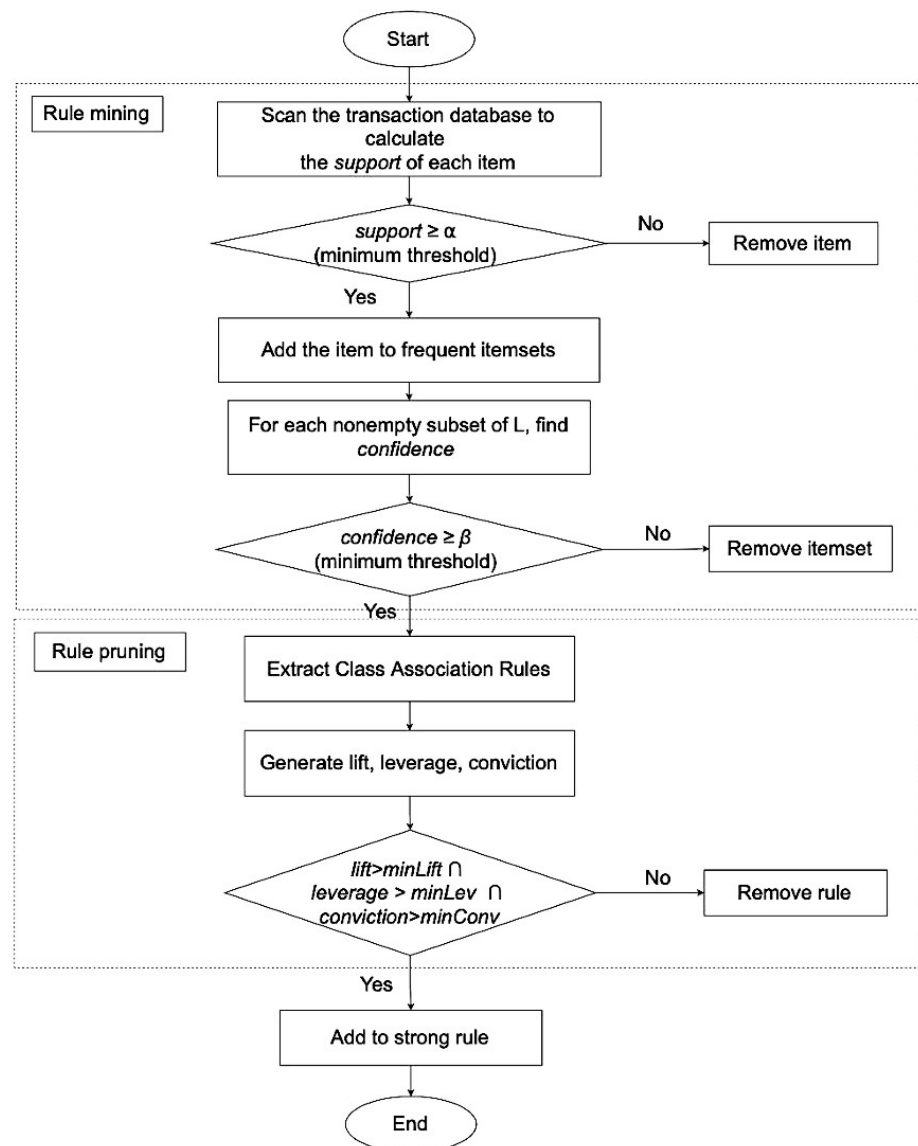 Start
Rule mining
Scan the transaction database to
calculate
the support of each item
support ≥ α
(minimum threshold)
No
Remove item
Yes
Add the item to frequent itemsets
For each nonempty subset of L, find
confidence
confidence ≥ β
(minimum threshold)
No
Remove itemset
Yes
Rule pruning
Extract Class Association Rules
Generate lift, leverage, conviction
lift>minLift ∩
leverage > minLev ∩
conviction>minConv
No
Remove rule
Yes
Add to strong rule
End